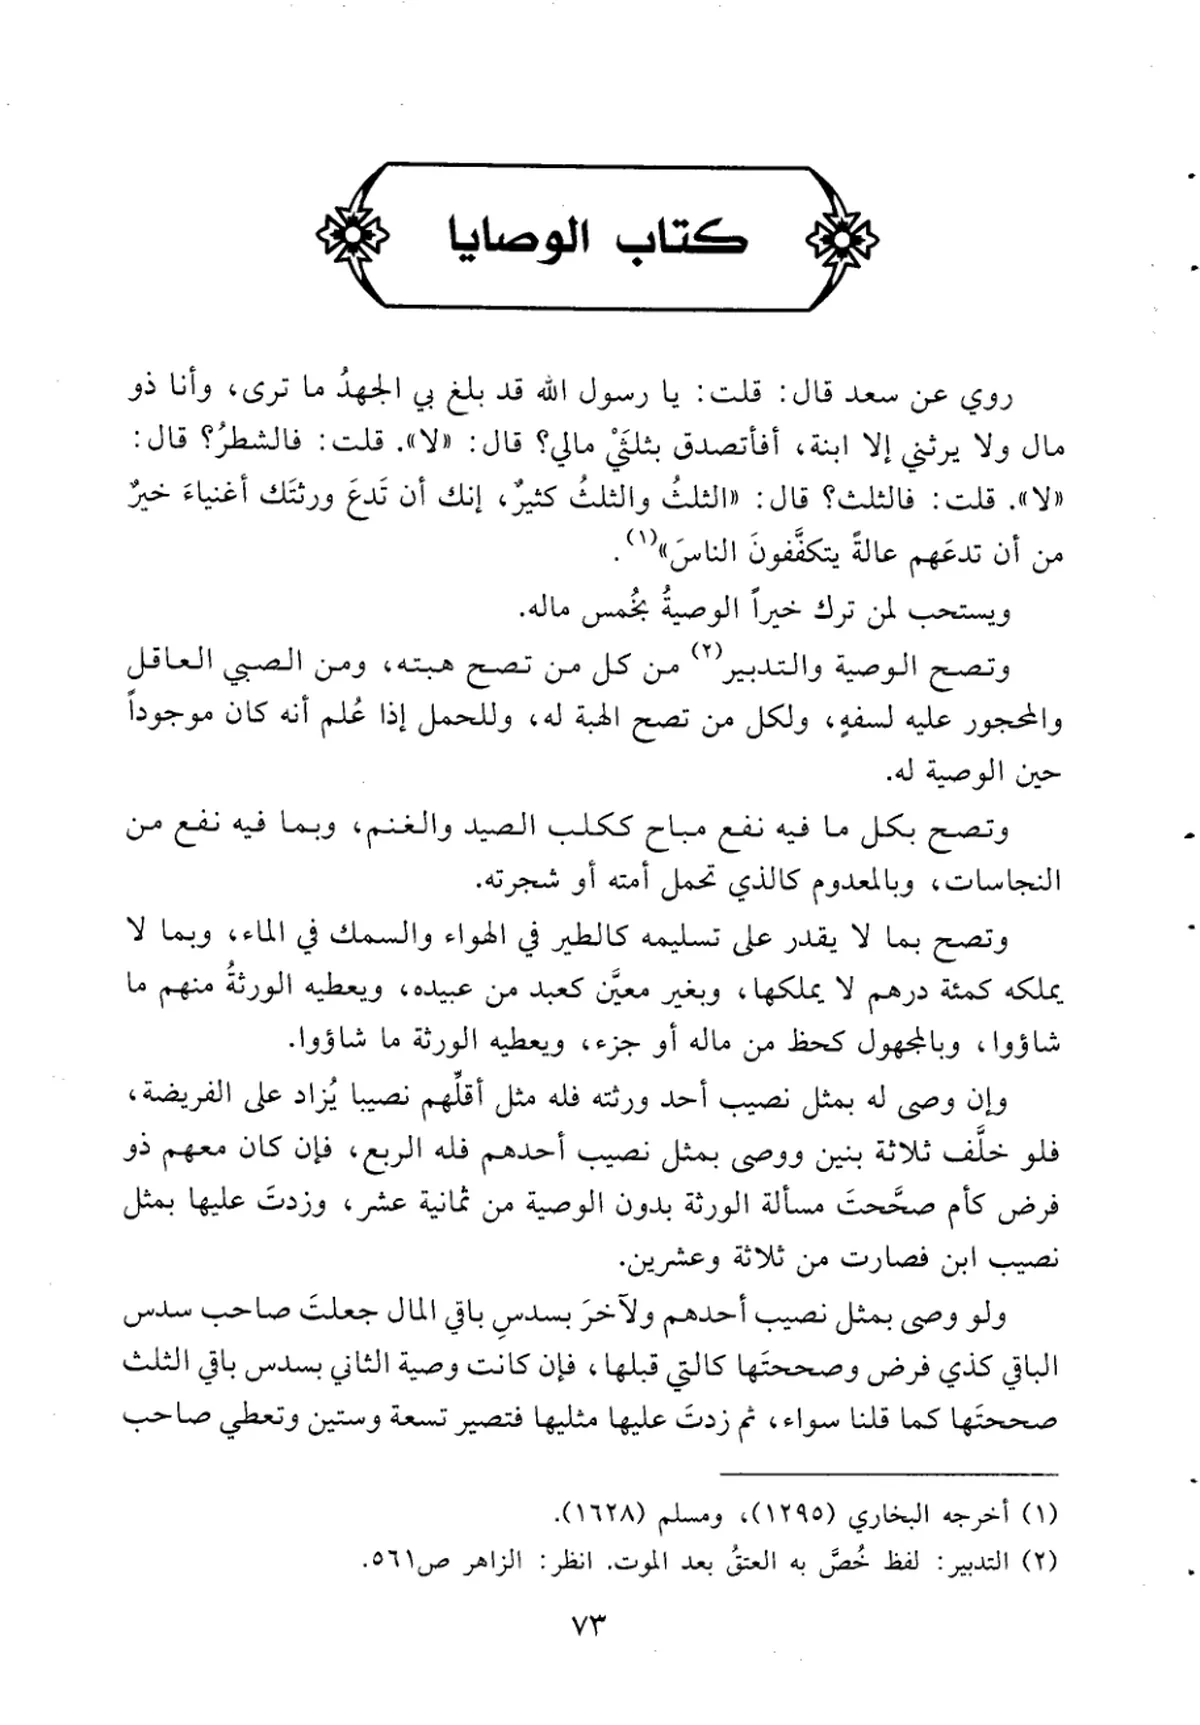 كتاب الوصايا
روي عن سعد قال: قلت: يا رسول الله قد بلغ بي الجهدُ ما ترى، وأنا ذو
مال ولا يرثني إلا ابنة، أفأتصدق بثلثَيْ مالي؟ قال: «لا». قلت: فالشطرُ؟ قال:
«لا». قلت: فالثلث؟ قال: «الثلثُ والثلثُ كثيرٌ، إنك أن تَدعَ ورثتَك أغنياءَ خيرٌ
من أن تدعَهم عالةً يتكفَّفونَ الناسَ»(١).
ويستحب لمن ترك خيراً الوصيةُ بخُمس ماله.
وتصح الوصية والتدبير(٢) من كل من تصح هبته، ومن الصبي العاقل
والمحجور عليه لسفهٍ، ولكل من تصح الهبة له، وللحمل إذا عُلم أنه كان موجوداً
حين الوصية له.
وتصح بكل ما فيه نفع مباح ككلب الصيد والغنم، وبما فيه نفع من
النجاسات، وبالمعدوم كالذي تحمل أمته أو شجرته.
وتصح بما لا يقدر على تسليمه كالطير في الهواء والسمك في الماء، وبما لا
يملكه كمئة درهم لا يملكها، وبغير معيَّن كعبد من عبيده، ويعطيه الورثةُ منهم ما
شاؤوا، وبالمجهول كحظ من ماله أو جزء، ويعطيه الورثة ما شاؤوا.
وإن وصى له بمثل نصيب أحد ورثته فله مثل أقلِّهم نصيبا يُزاد على الفريضة،
فلو خلَّف ثلاثة بنين ووصى بمثل نصيب أحدهم فله الربع، فإن كان معهم ذو
فرض كأم صحَّحتَ مسألة الورثة بدون الوصية من ثمانية عشر، وزدتَ عليها بمثل
نصيب ابن فصارت من ثلاثة وعشرين.
ولو وصى بمثل نصيب أحدهم ولآخرَ بسدسِ باقي المال جعلتَ صاحب سدس
الباقي كذي فرض وصححتَها كالتي قبلها، فإن كانت وصية الثاني بسدس باقي الثلث
صححتَها كما قلنا سواء، ثم زدتَ عليها مثليها فتصير تسعة وستين وتعطي صاحب
(١) أخرجه البخاري (١٢٩٥)، ومسلم (١٦٢٨).
(٢) التدبير: لفظ خُصَّ به العتقُ بعد الموت. انظر: الزاهر ص٥٦١.
٧٣